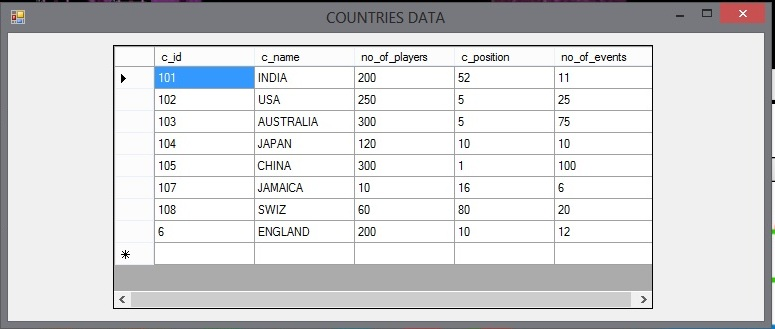 COUNTRIES DATA
c_id c_name no_of_players c_position no_of_events
101 INDIA 200 52 11
102 USA 250 5 25
103 AUSTRALIA 300 5 75
104 JAPAN 120 10 10
105 CHINA 300 1 100
107 JAMAICA 10 16 6
108 SWIZ 60 80 20
6 ENGLAND 200 10 12